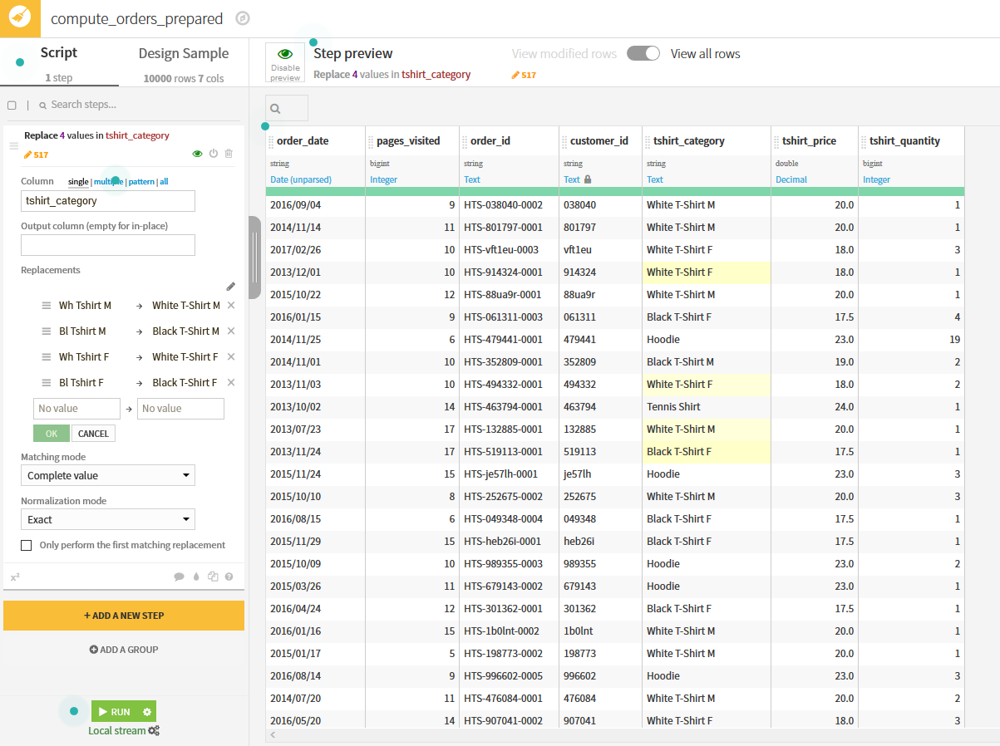 compute_orders_prepared
Script
1 step
Design Sample
10000 rows 7 cols
Search steps...
Replace 4 values in tshirt_category
517
Column single | multiple | pattern | all
tshirt_category
Output column (empty for in-place)
Replacements
Wh Tshirt M → White T-Shirt M
Bl Tshirt M → Black T-Shirt M
Wh Tshirt F → White T-Shirt F
Bl Tshirt F → Black T-Shirt F
No value → No value
OK CANCEL
Matching mode
Complete value
Normalization mode
Exact
Only perform the first matching replacement
x²
+ ADD A NEW STEP
ADD A GROUP
RUN
Local stream
Disable
preview
Step preview
Replace 4 values in tshirt_category
View modified rows View all rows
517
order_date pages_visited order_id customer_id tshirt_category tshirt_price tshirt_quantity
string bigint string string string double bigint
Date (unparsed) Integer Text Text Text Decimal Integer
2016/09/04 9 HTS-038040-0002 038040 White T-Shirt M 20.0 1
2014/11/14 11 HTS-801797-0001 801797 White T-Shirt M 20.0 1
2017/02/26 10 HTS-vft1eu-0003 vft1eu White T-Shirt F 18.0 3
2013/12/01 10 HTS-914324-0001 914324 White T-Shirt F 18.0 1
2015/10/22 12 HTS-88ua9r-0001 88ua9r White T-Shirt M 20.0 1
2016/01/15 9 HTS-061311-0003 061311 Black T-Shirt F 17.5 4
2014/11/25 6 HTS-479441-0001 479441 Hoodie 23.0 19
2014/11/01 10 HTS-352809-0001 352809 Black T-Shirt M 19.0 2
2013/11/03 10 HTS-494332-0001 494332 White T-Shirt F 18.0 2
2013/10/02 14 HTS-463794-0001 463794 Tennis Shirt 24.0 1
2013/07/23 17 HTS-132885-0001 132885 White T-Shirt M 20.0 1
2013/11/24 17 HTS-519113-0001 519113 Black T-Shirt F 17.5 1
2015/11/24 15 HTS-je57lh-0001 je57lh Hoodie 23.0 3
2015/10/10 8 HTS-252675-0002 252675 White T-Shirt M 20.0 3
2016/08/15 6 HTS-049348-0004 049348 Black T-Shirt F 17.5 1
2015/11/29 15 HTS-heb26i-0001 heb26i Black T-Shirt F 17.5 1
2015/10/09 10 HTS-989355-0003 989355 Hoodie 23.0 2
2015/03/26 11 HTS-679143-0002 679143 Hoodie 23.0 1
2016/04/24 12 HTS-301362-0001 301362 Black T-Shirt F 17.5 1
2016/01/16 15 HTS-1b0lnt-0002 1b0lnt White T-Shirt M 20.0 1
2015/01/17 5 HTS-198773-0002 198773 White T-Shirt M 20.0 1
2016/08/14 9 HTS-996602-0005 996602 Hoodie 23.0 3
2014/07/20 11 HTS-476084-0001 476084 White T-Shirt M 20.0 2
2016/05/20 14 HTS-907041-0002 907041 White T-Shirt F 18.0 3